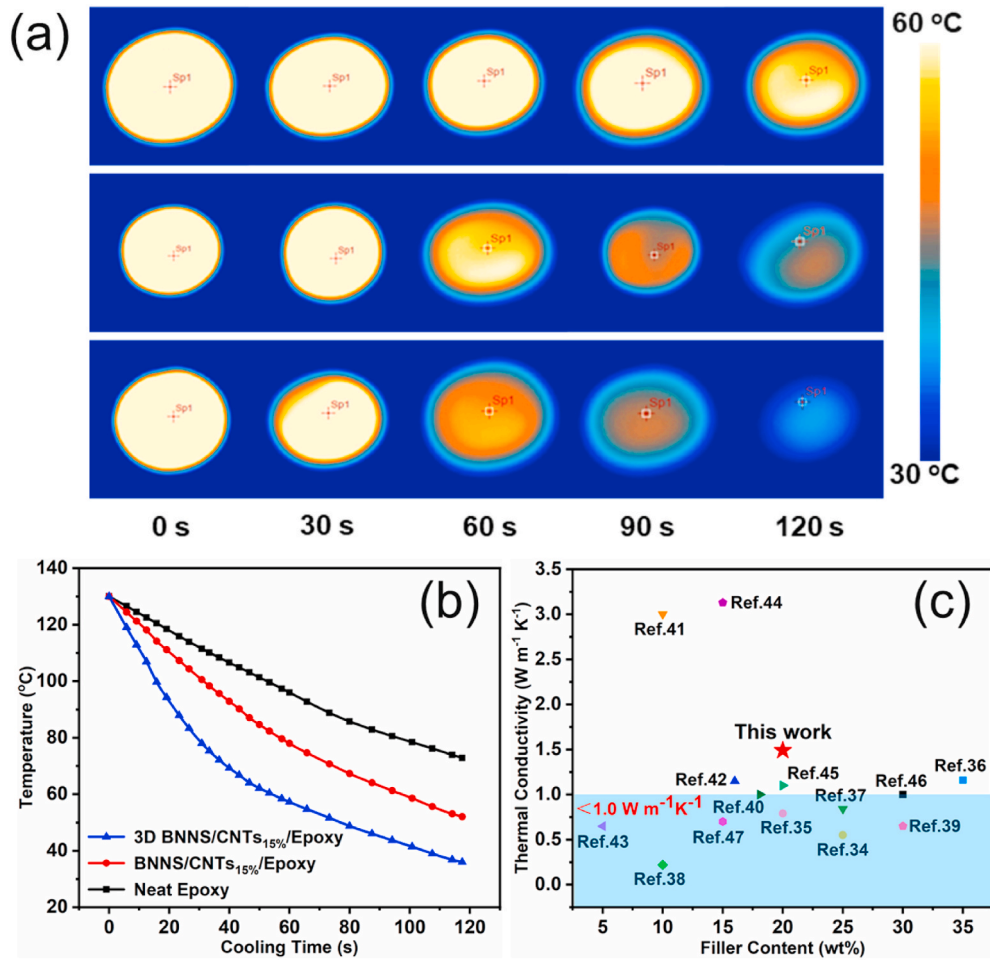 (a)
60 °C
Sp1 Sp1 Sp1 Sp1 Sp1
Sp1 Sp1 Sp1 Sp1 Sp1
Sp1 Sp1 Sp1 Sp1 Sp1
30 °C
0 s 30 s 60 s 90 s 120 s
(b)
Temperature (°C)
140
120
100
80
60
40
20
3D BNNS/CNTs15%/Epoxy
BNNS/CNTs15%/Epoxy
Neat Epoxy
0 20 40 60 80 100 120
Cooling Time (s)
(c)
Thermal Conductivity (W m-1 K-1)
3.5
3.0
2.5
2.0
1.5
1.0
0.5
0.0
Ref.44
Ref.41
This work
Ref.42
Ref.45
Ref.46
Ref.36
<1.0 W m-1K-1
Ref.40
Ref.37
Ref.43
Ref.47
Ref.35
Ref.34
Ref.39
Ref.38
5 10 15 20 25 30 35
Filler Content (wt%)